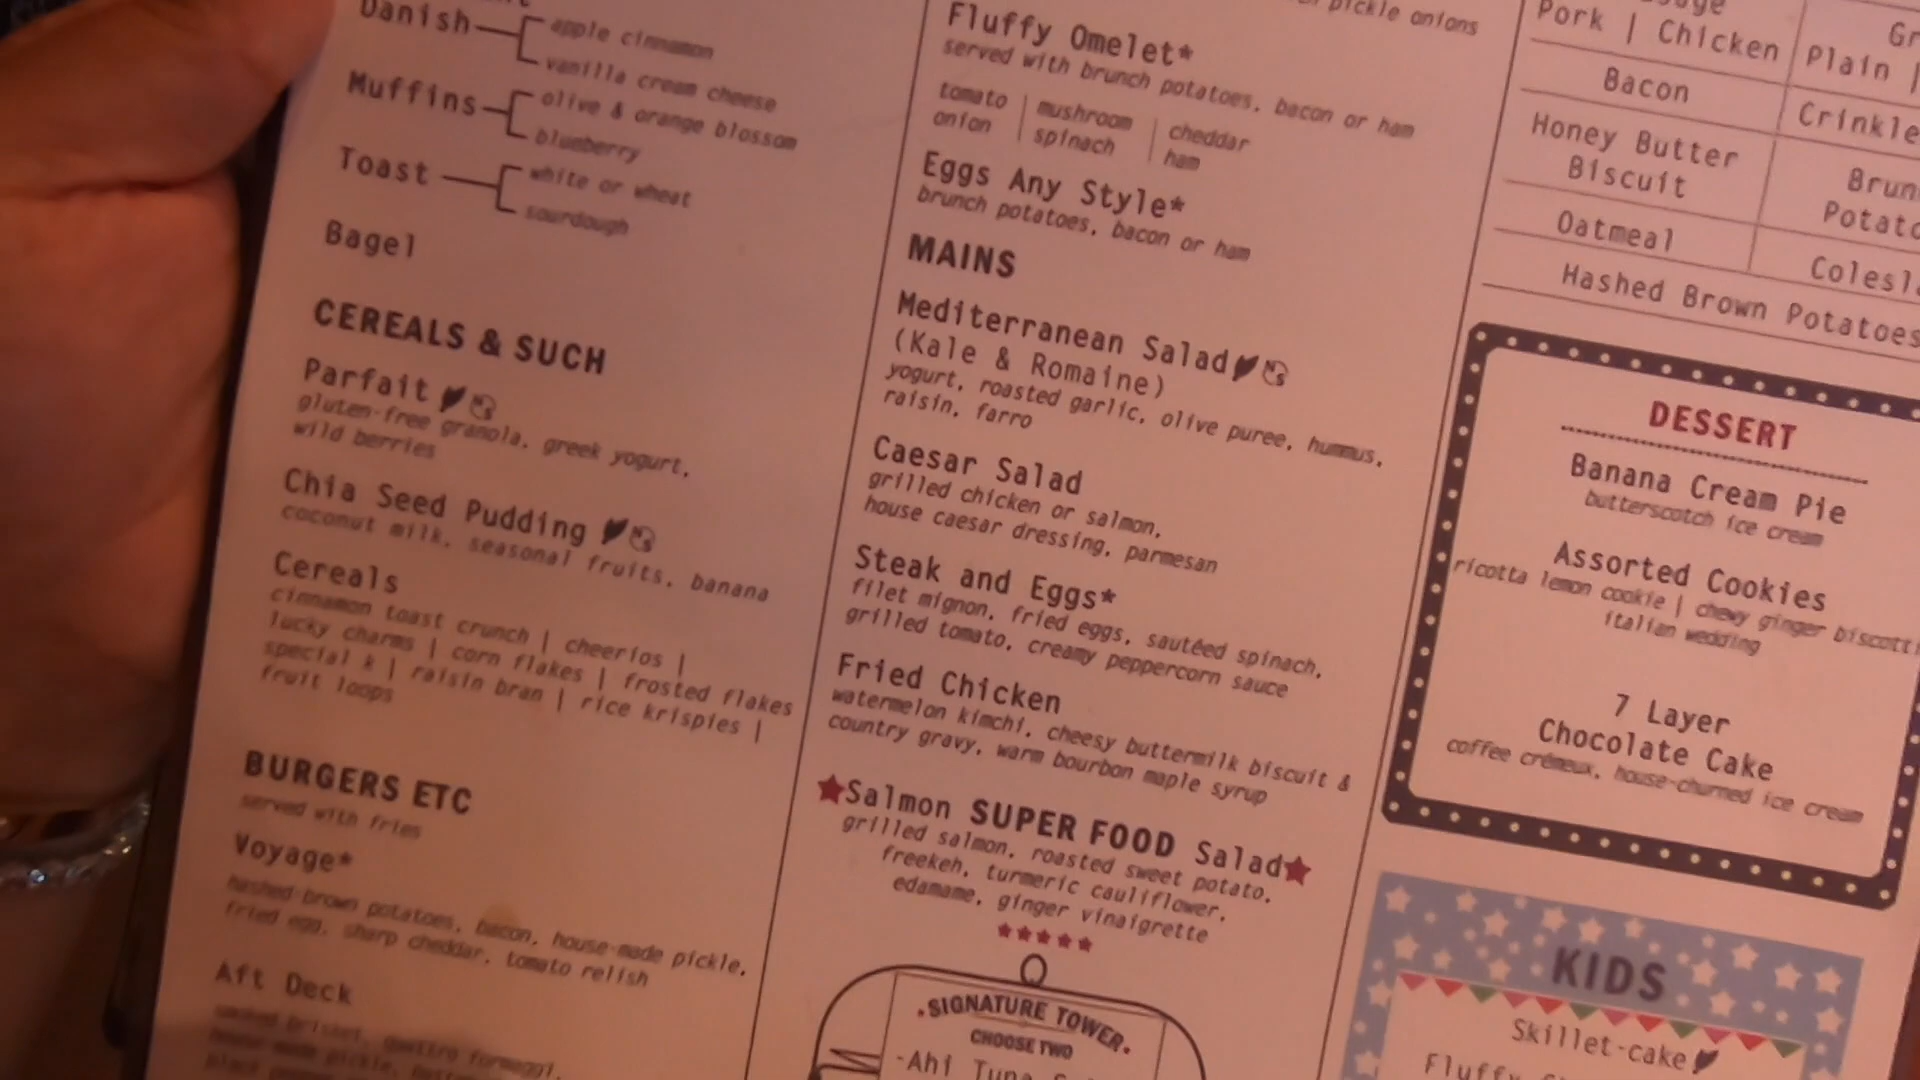 Danish
apple cinnamon
vanilla cream cheese
Muffins
olive & orange blossom
blueberry
Toast
white or wheat
sourdough
Bagel
CEREALS & SUCH
Parfait
gluten-free granola, greek yogurt,
wild berries
Chia Seed Pudding
coconut milk, seasonal fruits, banana
Cereals
cinnamon toast crunch | cheerios |
lucky charms | corn flakes | frosted flakes
special k | raisin bran | rice krispies |
fruit loops
BURGERS ETC
served with fries
Voyage*
hashed-brown potatoes, bacon, house-made pickle,
fried egg, sharp cheddar, tomato relish
Aft Deck
smoked brisket, quattro formaggi,
house-made pickle,
pickle onions
Fluffy Omelet*
served with brunch potatoes, bacon or ham
tomato | mushroom | cheddar
onion | spinach | ham
Eggs Any Style*
brunch potatoes, bacon or ham
MAINS
Mediterranean Salad
(Kale & Romaine)
yogurt, roasted garlic, olive puree, hummus,
raisin, farro
Caesar Salad
grilled chicken or salmon,
house caesar dressing, parmesan
Steak and Eggs*
filet mignon, fried eggs, sautéed spinach,
grilled tomato, creamy peppercorn sauce
Fried Chicken
watermelon kimchi, cheesy buttermilk biscuit &
country gravy, warm bourbon maple syrup
★Salmon SUPER FOOD Salad★
grilled salmon, roasted sweet potato,
freekeh, turmeric cauliflower,
edamame, ginger vinaigrette
★★★★★
.SIGNATURE TOWER.
CHOOSE TWO
-Ahi Tuna
Pork | Chicken
Plain |
Bacon
Crinkle
Honey Butter
Biscuit
Brun
Potato
Oatmeal
Colesl
Hashed Brown Potatoes
DESSERT
Banana Cream Pie
butterscotch ice cream
Assorted Cookies
ricotta lemon cookie | chewy ginger biscotti
italian wedding
7 Layer
Chocolate Cake
coffee crémeux, house-churned ice cream
KIDS
Skillet-cake
Fluffy